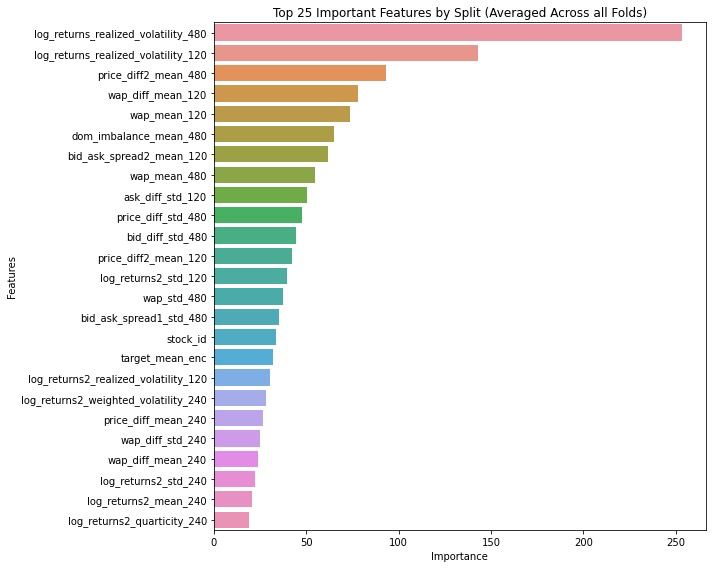 Top 25 Important Features by Split (Averaged Across all Folds)
log_returns_realized_volatility_480
log_returns_realized_volatility_120
price_diff2_mean_480
wap_diff_mean_120
wap_mean_120
dom_imbalance_mean_480
bid_ask_spread2_mean_120
wap_mean_480
ask_diff_std_120
price_diff_std_480
bid_diff_std_480
price_diff2_mean_120
log_returns2_std_120
wap_std_480
bid_ask_spread1_std_480
stock_id
target_mean_enc
log_returns2_realized_volatility_120
log_returns2_weighted_volatility_240
price_diff_mean_240
wap_diff_std_240
wap_diff_mean_240
log_returns2_std_240
log_returns2_mean_240
log_returns2_quarticity_240
Features
0 50 100 150 200 250
Importance